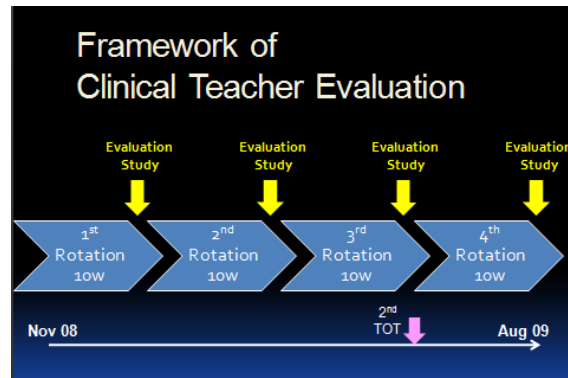 Framework of
Clinical Teacher Evaluation
Evaluation
Study
Evaluation
Study
Evaluation
Study
Evaluation
Study
1st
Rotation
10w
2nd
Rotation
10w
3rd
Rotation
10w
4th
Rotation
10w
2nd
TOT
Nov 08
Aug 09